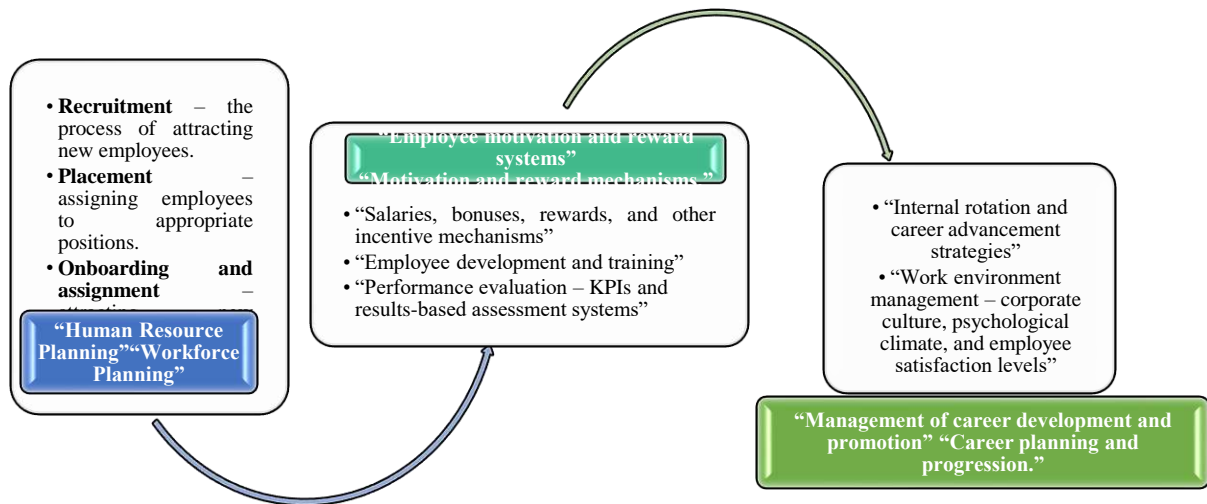 • Recruitment – the
process of attracting
new employees.
• Placement –
assigning employees
to appropriate
positions.
• Onboarding and
assignment –
“Human Resource
Planning”“Workforce
Planning”
“Employee motivation and reward
systems”
“Motivation and reward mechanisms.”
• “Salaries, bonuses, rewards, and other
incentive mechanisms”
• “Employee development and training”
• “Performance evaluation – KPIs and
results-based assessment systems”
• “Internal rotation and
career advancement
strategies”
• “Work environment
management – corporate
culture, psychological
climate, and employee
satisfaction levels”
“Management of career development and
promotion” “Career planning and
progression.”